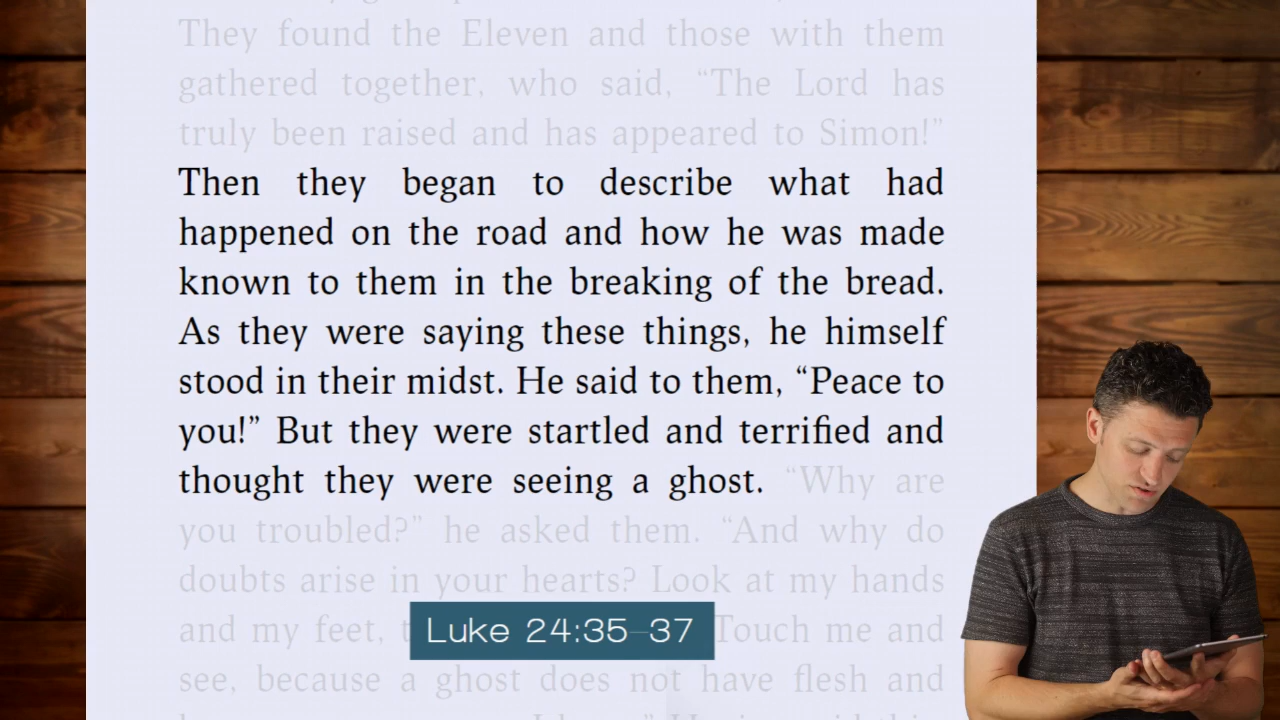 They found the Eleven and those with them
gathered together, who said, “The Lord has
truly been raised and has appeared to Simon!”
Then they began to describe what had
happened on the road and how he was made
known to them in the breaking of the bread.
As they were saying these things, he himself
stood in their midst. He said to them, “Peace to
you!” But they were startled and terrified and
thought they were seeing a ghost. “Why are
you troubled?” he asked them. “And why do
doubts arise in your hearts? Look at my hands
and my feet, Touch me and
Luke 24:35–37
see, because a ghost does not have flesh and